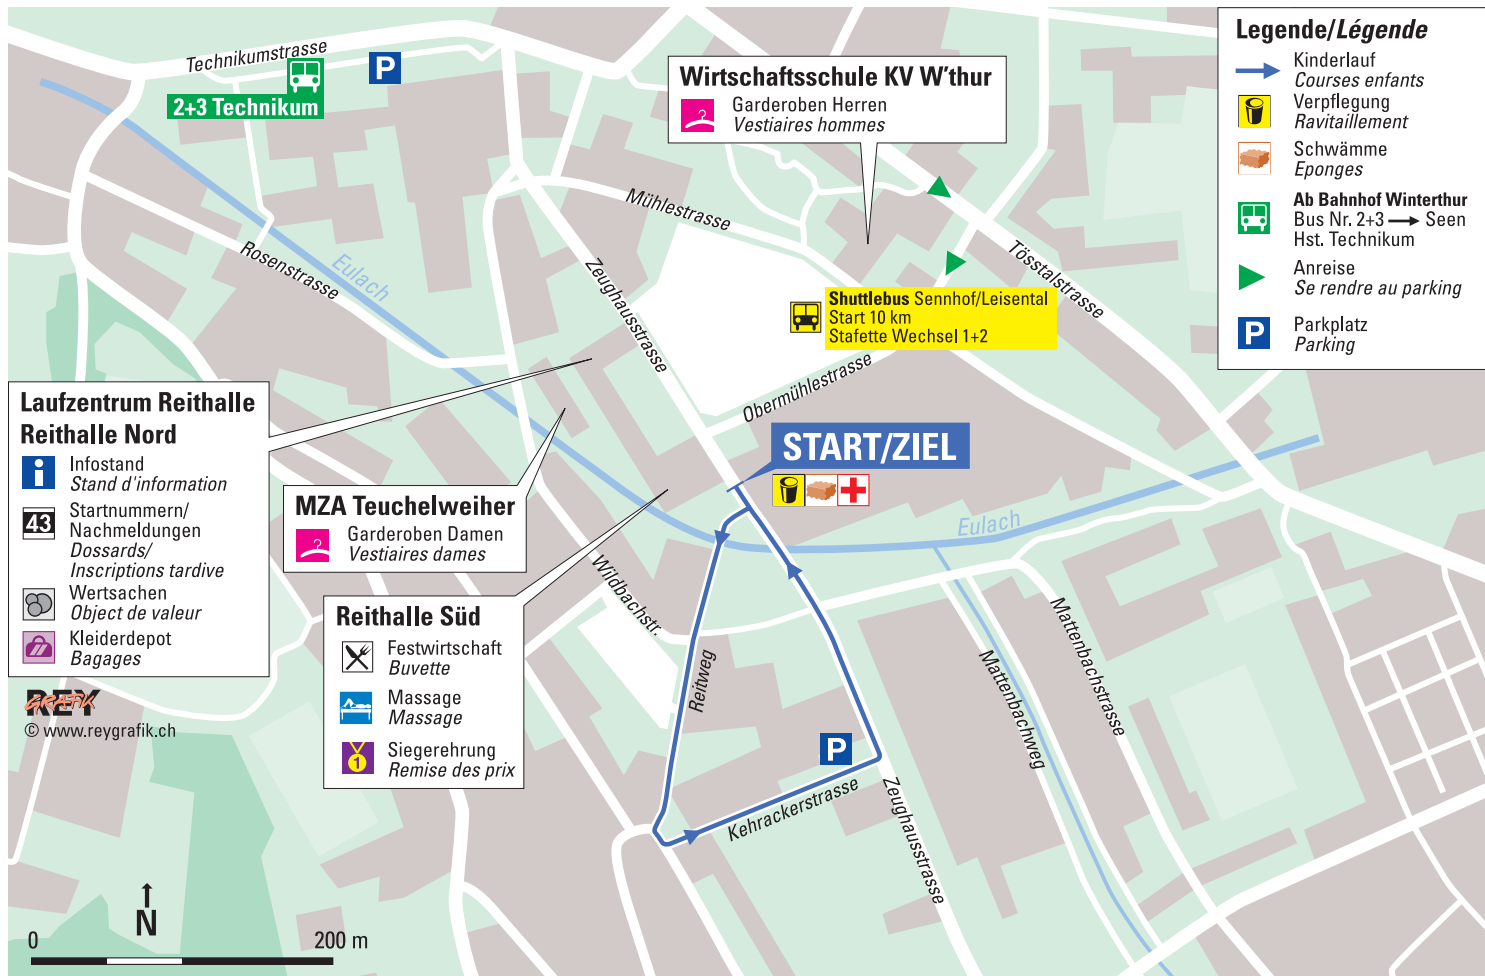 Technikumstrasse
P
2+3 Technikum
Wirtschaftsschule KV W'thur
Garderoben Herren
Vestiaires hommes
Legende/Légende
Kinderlauf
Courses enfants
Verpflegung
Ravitaillement
Schwämme
Eponges
Ab Bahnhof Winterthur
Bus Nr. 2+3 → Seen
Hst. Technikum
Anreise
Se rendre au parking
P
Parkplatz
Parking
Mühlestrasse
Rosenstrasse
Eulach
Zeughausstrasse
Tösstalstrasse
Shuttlebus Sennhof/Leisental
Start 10 km
Stafette Wechsel 1+2
Obermühlestrasse
START/ZIEL
Laufzentrum Reithalle
Reithalle Nord
i
Infostand
Stand d'information
43
Startnummern/
Nachmeldungen
Dossards/
Inscriptions tardive
Wertsachen
Object de valeur
Kleiderdepot
Bagages
MZA Teuchelweiher
Garderoben Damen
Vestiaires dames
Eulach
Wildbachstr.
Reithalle Süd
Festwirtschaft
Buvette
Massage
Massage
1
Siegerehrung
Remise des prix
Reitweg
Mattenbachweg
Mattenbachstrasse
P
Kehrackerstrasse
Zeughausstrasse
REY
GRAFIK
© www.reygrafik.ch
N
0
200 m